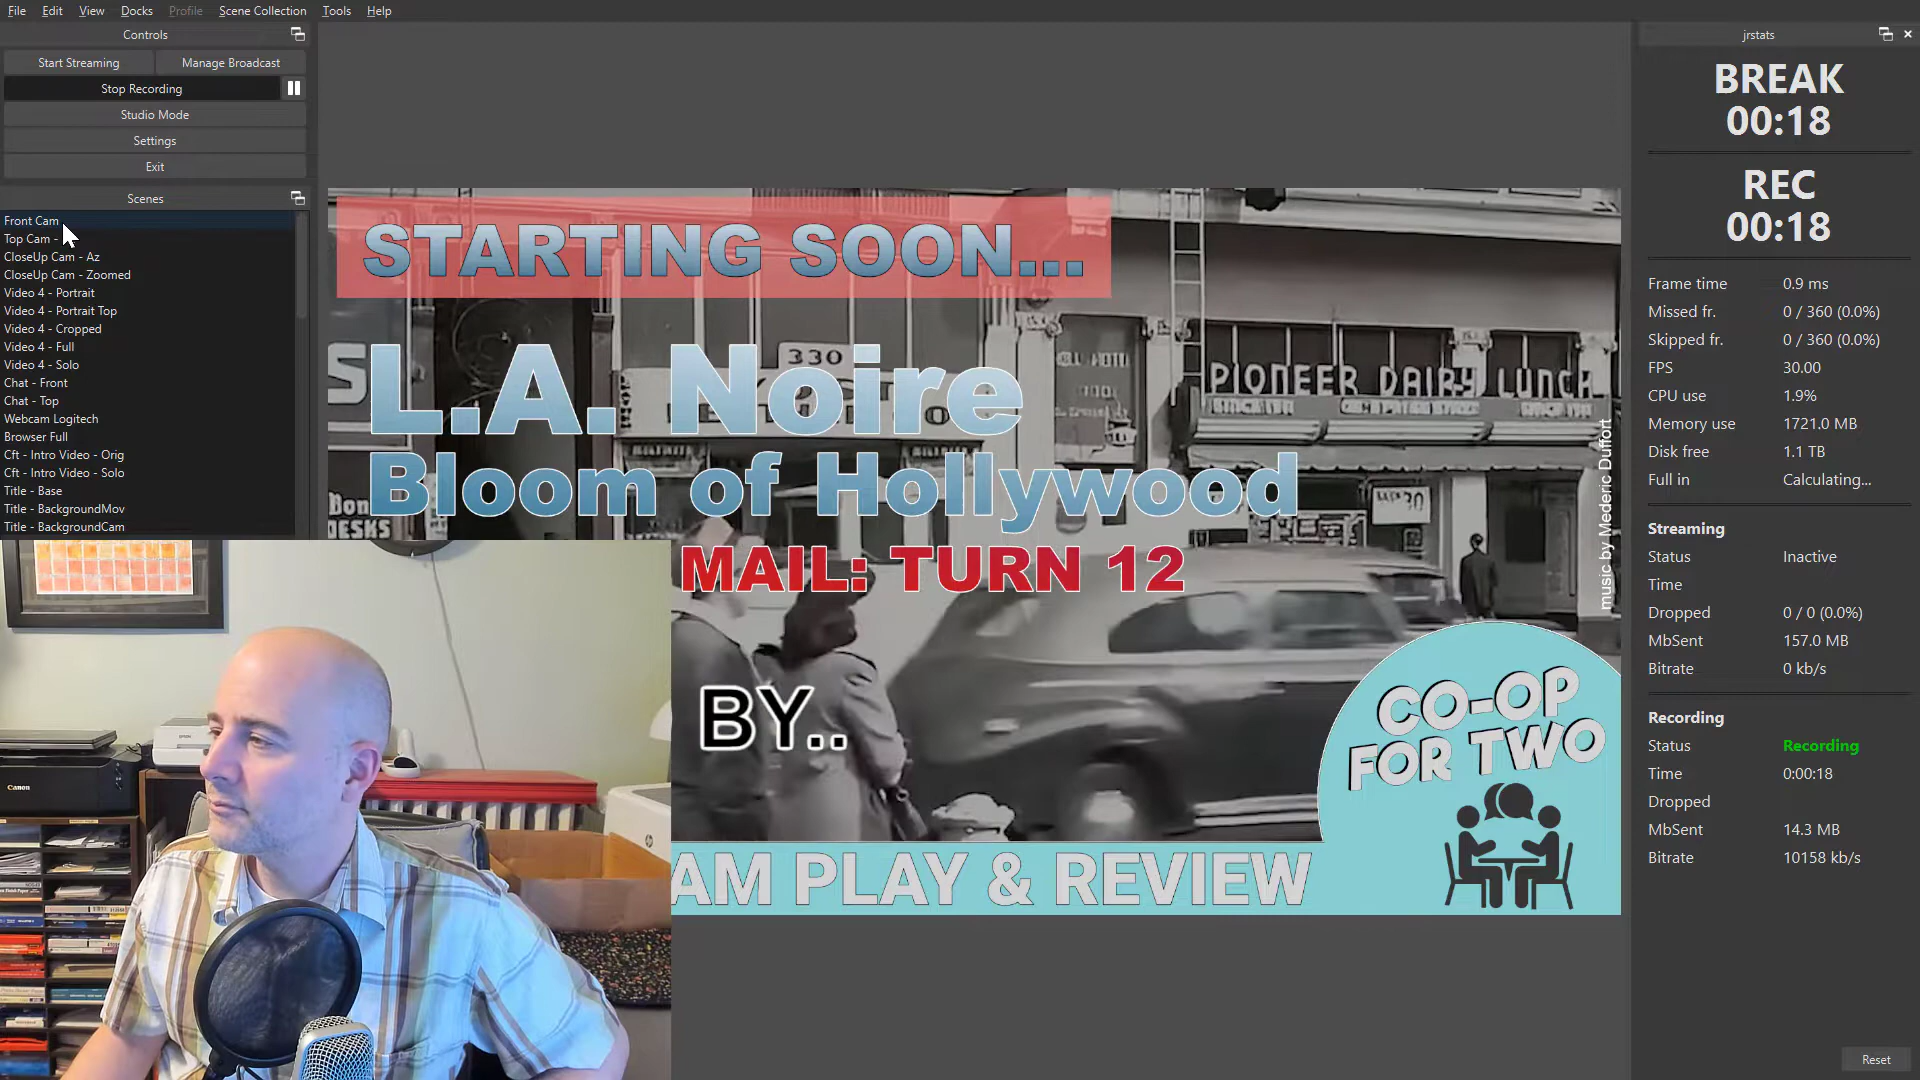 File Edit View Docks Profile Scene Collection Tools Help
Controls
Start Streaming Manage Broadcast
Stop Recording
Studio Mode
Settings
Exit
Scenes
Front Cam
Top Cam -
CloseUp Cam - Az
CloseUp Cam - Zoomed
Video 4 - Portrait
Video 4 - Portrait Top
Video 4 - Cropped
Video 4 - Full
Video 4 - Solo
Chat - Front
Chat - Top
Webcam Logitech
Browser Full
Cft - Intro Video - Orig
Cft - Intro Video - Solo
Title - Base
Title - BackgroundMov
Title - BackgroundCam
Canon
STARTING SOON...
330
PIONEER DAIRY LUNCH
L.A. Noire
Bloom of Hollywood
MAIL: TURN 12
BY..
music by Mederic Duffort
CO-OP
FOR TWO
AM PLAY & REVIEW
jrstats
BREAK
00:18
REC
00:18
Frame time 0.9 ms
Missed fr. 0 / 360 (0.0%)
Skipped fr. 0 / 360 (0.0%)
FPS 30.00
CPU use 1.9%
Memory use 1721.0 MB
Disk free 1.1 TB
Full in Calculating...
Streaming
Status Inactive
Time
Dropped 0 / 0 (0.0%)
MbSent 157.0 MB
Bitrate 0 kb/s
Recording
Status Recording
Time 0:00:18
Dropped
MbSent 14.3 MB
Bitrate 10158 kb/s
Reset